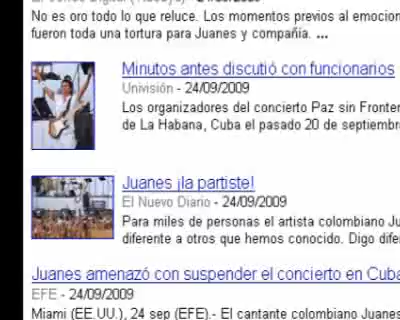 No es oro todo lo que reluce. Los momentos previos al emocion
fueron toda una tortura para Juanes y compañía. ...
Minutos antes discutió con funcionarios
Univisión - 24/09/2009
Los organizadores del concierto Paz sin Fronter
de La Habana, Cuba el pasado 20 de septiembre
Juanes ¡la partiste!
El Nuevo Diario - 24/09/2009
Para miles de personas el artista colombiano Ju
diferente a otros que hemos conocido. Digo dife
Juanes amenazó con suspender el concierto en Cuba
EFE - 24/09/2009
Miami (EE.UU.), 24 sep (EFE).- El cantante colombiano Juanes